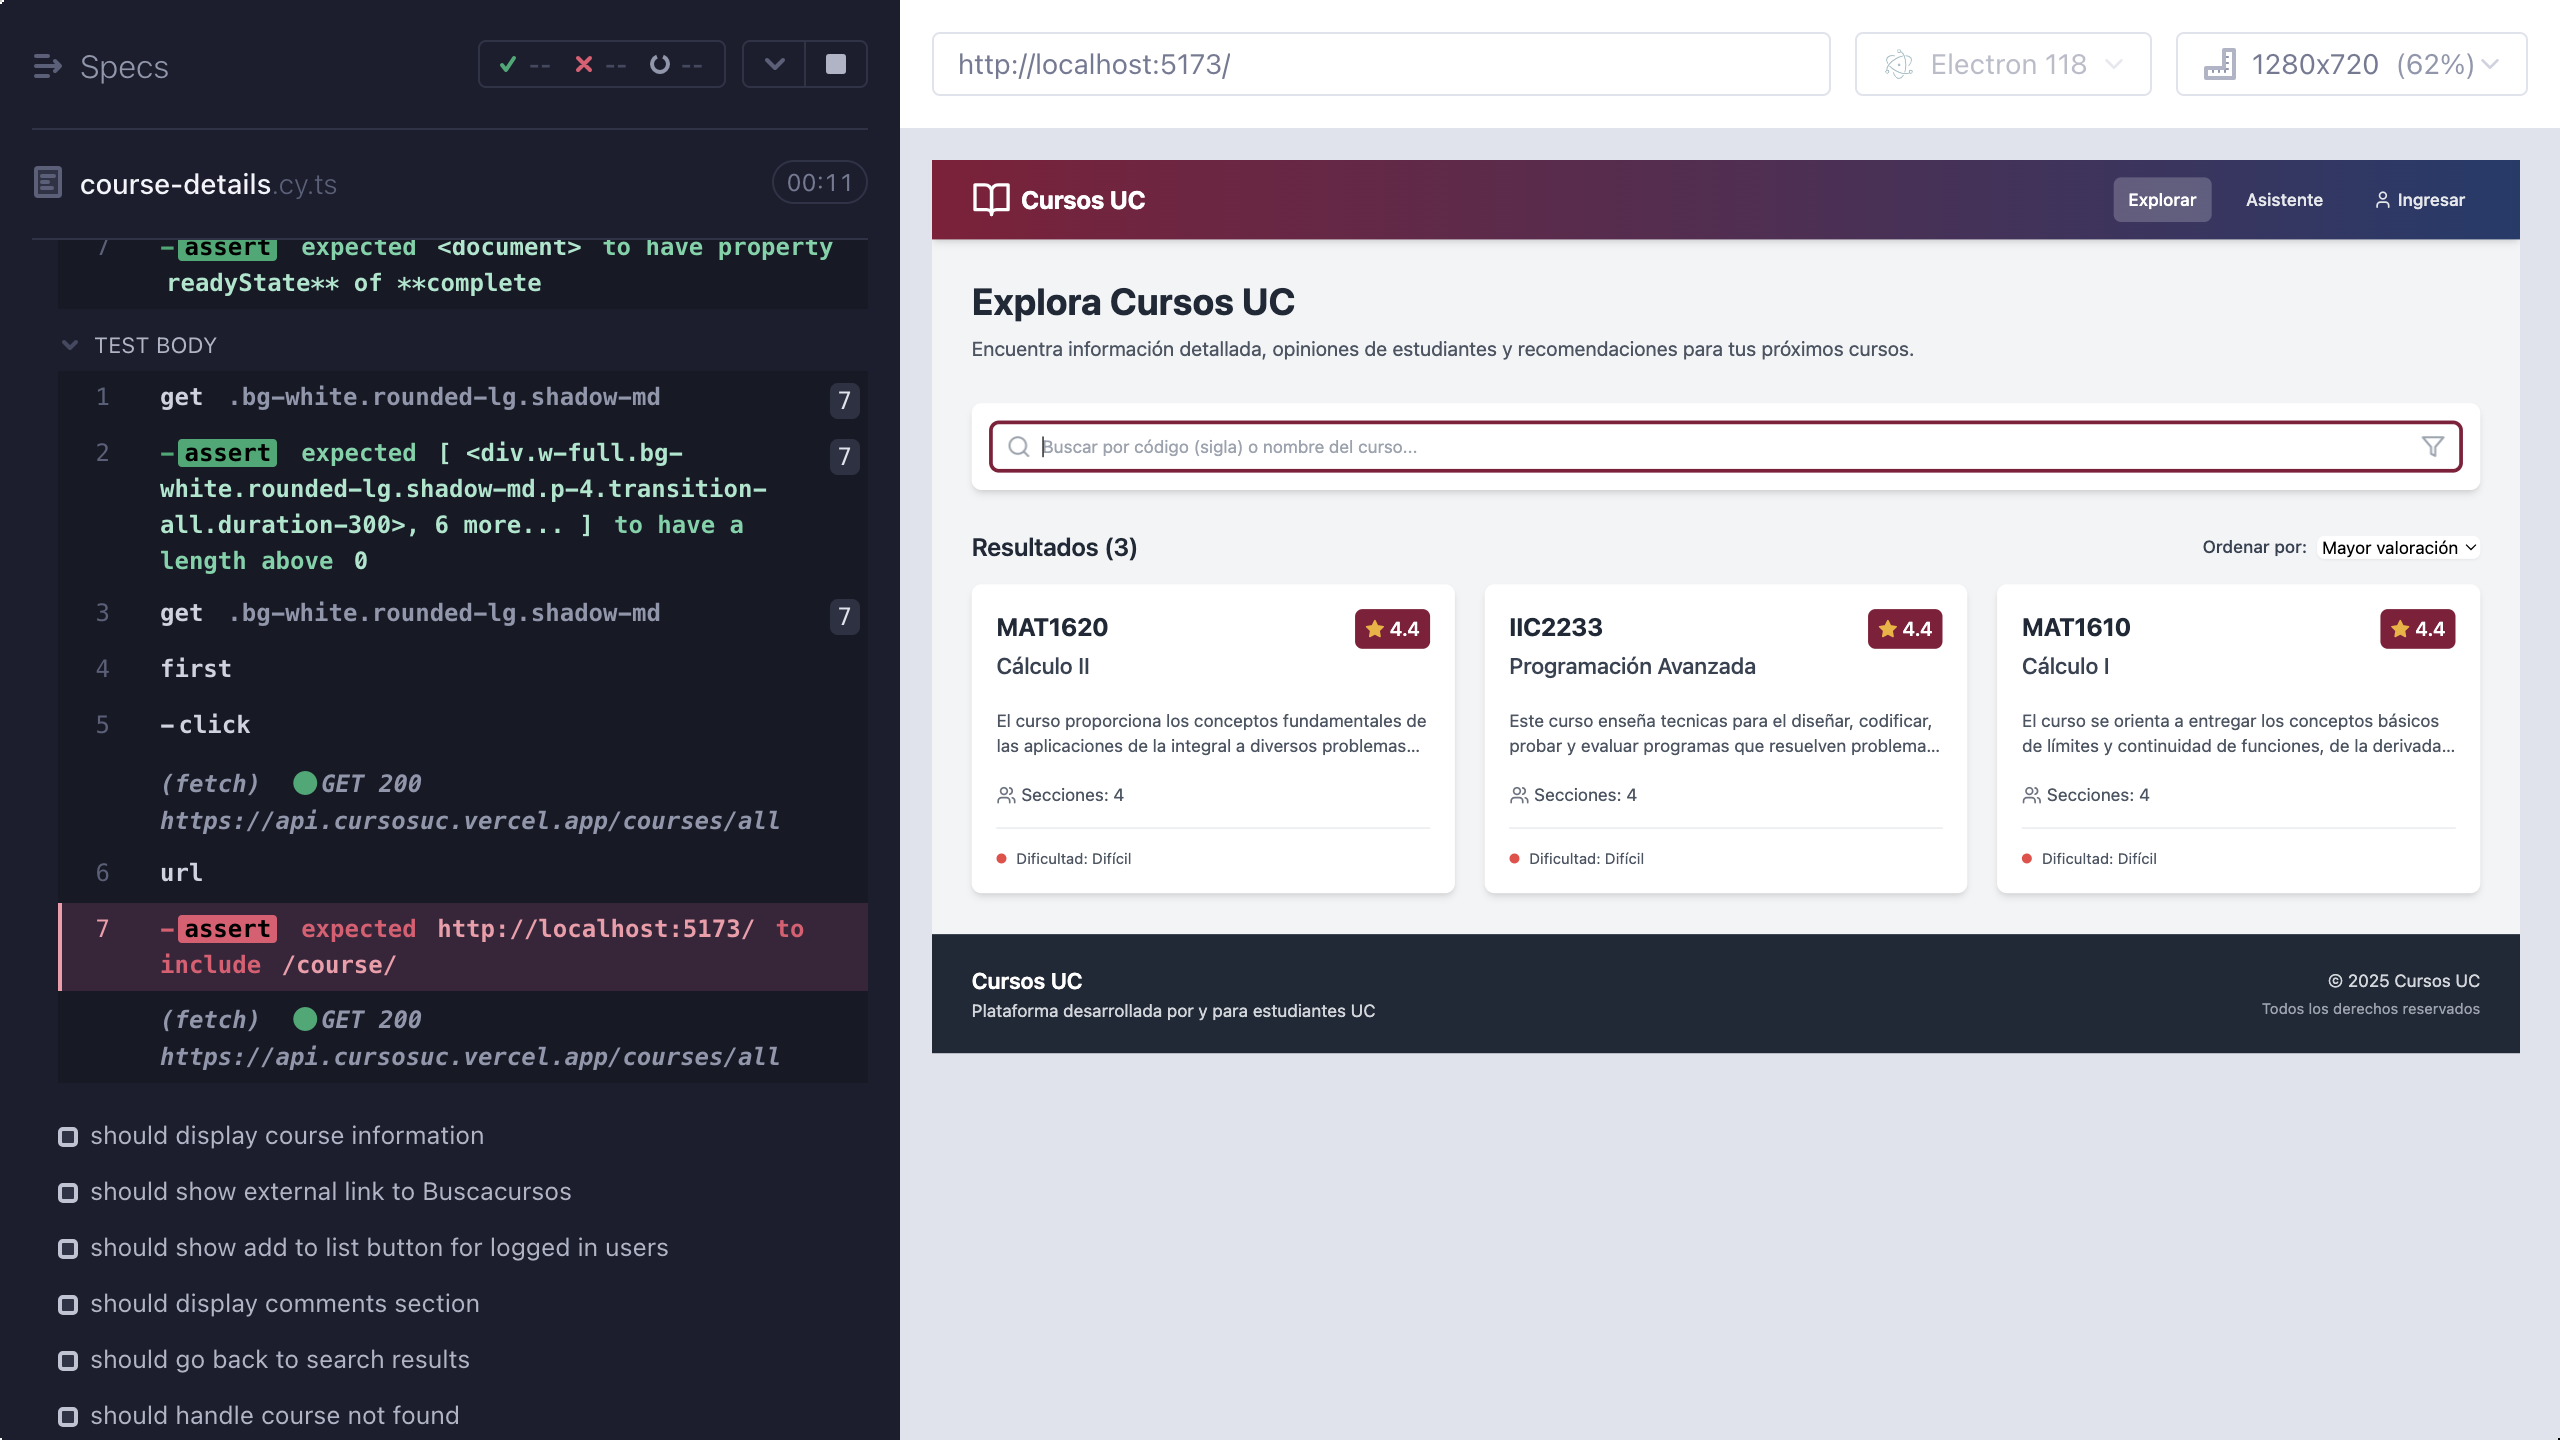 Specs
-- -- --
course-details.cy.ts
00:11
7 -assert expected <document> to have property
readyState** of **complete
TEST BODY
1 get .bg-white.rounded-lg.shadow-md 7
2 -assert expected [ <div.w-full.bg- 7
white.rounded-lg.shadow-md.p-4.transition-
all.duration-300>, 6 more... ] to have a
length above 0
3 get .bg-white.rounded-lg.shadow-md 7
4 first
5 -click
(fetch) GET 200
https://api.cursosuc.vercel.app/courses/all
6 url
7 -assert expected http://localhost:5173/ to
include /course/
(fetch) GET 200
https://api.cursosuc.vercel.app/courses/all
should display course information
should show external link to Buscacursos
should show add to list button for logged in users
should display comments section
should go back to search results
should handle course not found
http://localhost:5173/
Electron 118
1280x720 (62%)
Cursos UC
Explorar
Asistente
Ingresar
Explora Cursos UC
Encuentra información detallada, opiniones de estudiantes y recomendaciones para tus próximos cursos.
Buscar por código (sigla) o nombre del curso...
Resultados (3)
Ordenar por: Mayor valoración
MAT1620
4.4
Cálculo II
El curso proporciona los conceptos fundamentales de
las aplicaciones de la integral a diversos problemas...
Secciones: 4
Dificultad: Difícil
IIC2233
4.4
Programación Avanzada
Este curso enseña tecnicas para el diseñar, codificar,
probar y evaluar programas que resuelven problema...
Secciones: 4
Dificultad: Difícil
MAT1610
4.4
Cálculo I
El curso se orienta a entregar los conceptos básicos
de límites y continuidad de funciones, de la derivada...
Secciones: 4
Dificultad: Difícil
Cursos UC
Plataforma desarrollada por y para estudiantes UC
© 2025 Cursos UC
Todos los derechos reservados